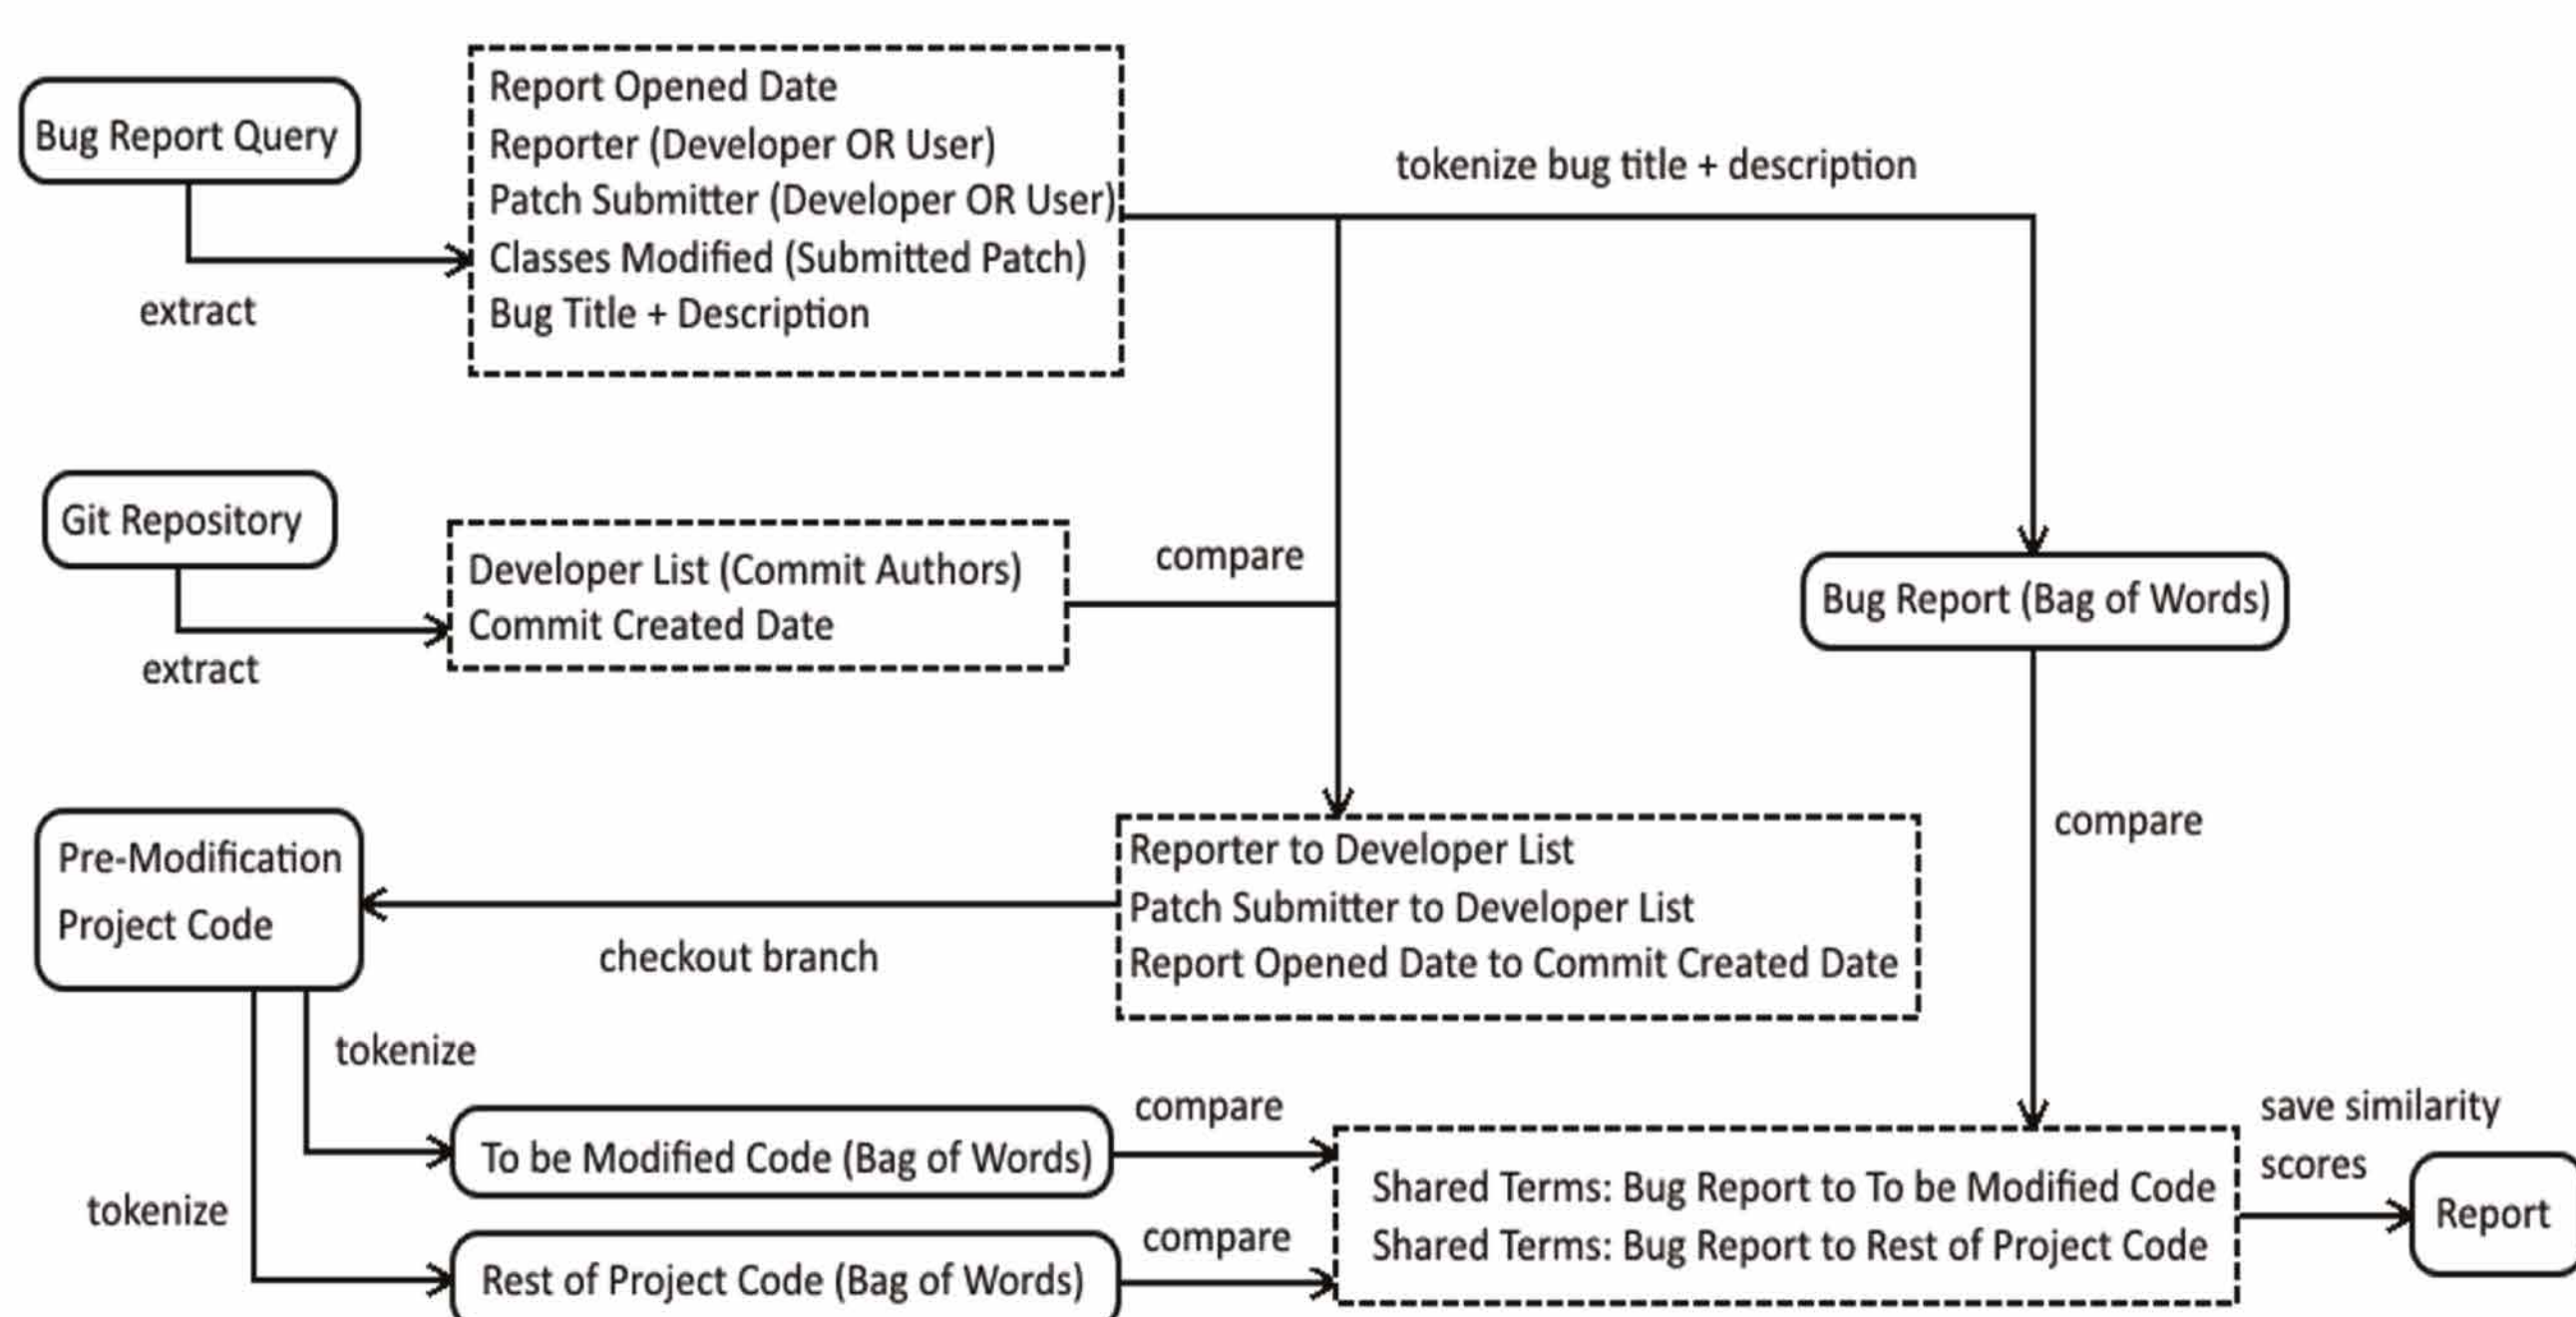 Bug Report Query
extract
Report Opened Date
Reporter (Developer OR User)
Patch Submitter (Developer OR User)
Classes Modified (Submitted Patch)
Bug Title + Description
tokenize bug title + description
Git Repository
extract
Developer List (Commit Authors)
Commit Created Date
compare
Bug Report (Bag of Words)
compare
Reporter to Developer List
Patch Submitter to Developer List
Report Opened Date to Commit Created Date
checkout branch
Pre-Modification
Project Code
tokenize
tokenize
To be Modified Code (Bag of Words)
compare
Rest of Project Code (Bag of Words)
compare
Shared Terms: Bug Report to To be Modified Code
Shared Terms: Bug Report to Rest of Project Code
save similarity
scores
Report